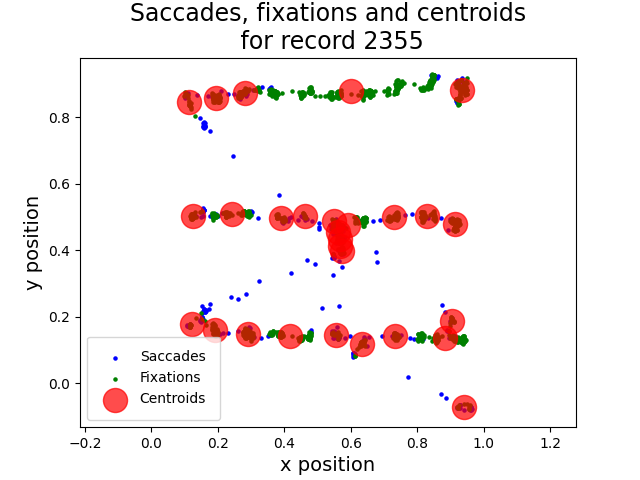 Saccades, fixations and centroids
for record 2355
y position
0.8
0.6
0.4
0.2
0.0
Saccades
Fixations
Centroids
−0.2
0.0
0.2
0.4
0.6
0.8
1.0
1.2
x position